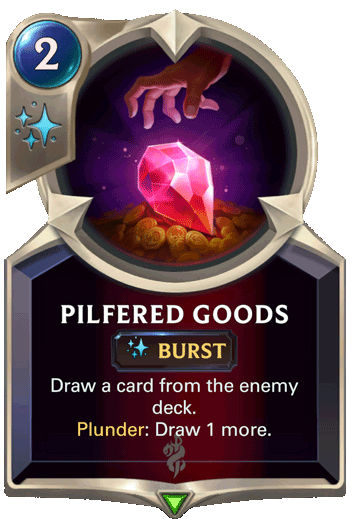 2
PILFERED GOODS
BURST
Draw a card from the enemy
deck.
Plunder: Draw 1 more.